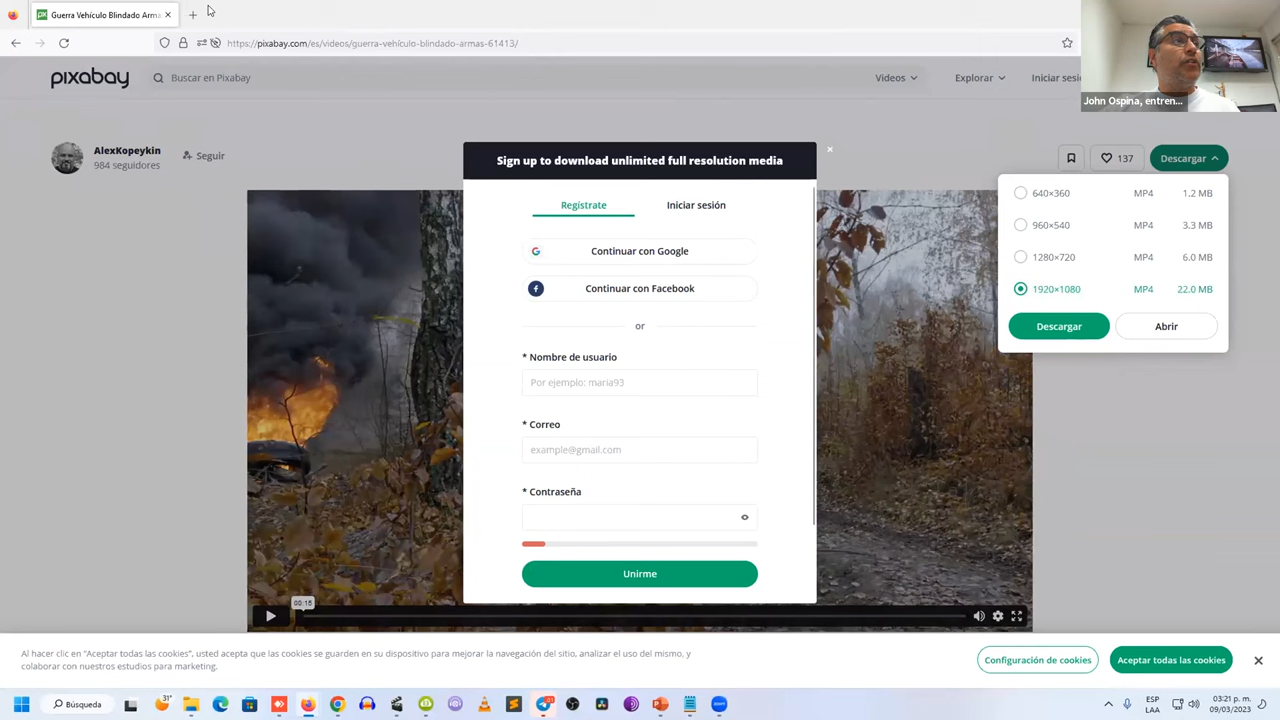 Guerra Vehículo Blindado Arma
https://pixabay.com/es/videos/guerra-vehículo-blindado-armas-61413/
pixabay
Buscar en Pixabay
Videos
Explorar
Iniciar sesi
John Ospina, entren...
AlexKopeykin
984 seguidores
Seguir
137
Descargar
640×360 MP4 1.2 MB
960×540 MP4 3.3 MB
1280×720 MP4 6.0 MB
1920×1080 MP4 22.0 MB
Descargar
Abrir
Sign up to download unlimited full resolution media
Regístrate
Iniciar sesión
Continuar con Google
Continuar con Facebook
or
* Nombre de usuario
Por ejemplo: maria93
* Correo
example@gmail.com
* Contraseña
Unirme
00:16
Al hacer clic en "Aceptar todas las cookies", usted acepta que las cookies se guarden en su dispositivo para mejorar la navegación del sitio, analizar el uso del mismo, y
colaborar con nuestros estudios para marketing.
Configuración de cookies
Aceptar todas las cookies
Búsqueda
31°
zoom
ESP
LAA
03:21 p. m.
09/03/2023